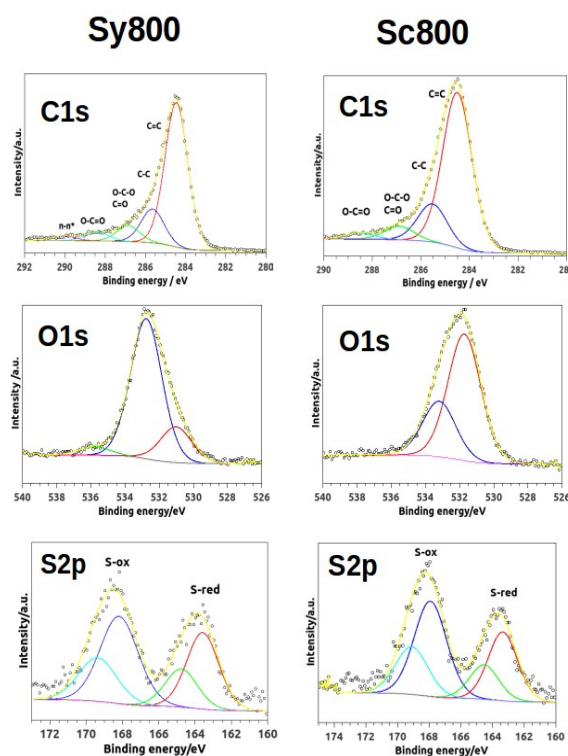 Sy800
Sc800
C1s
C=C
C-C
O-C-O
C=O
O-C=O
n-n*
Intensity/a.u.
292 290 288 286 284 282 280
Binding energy / eV
C1s
C=C
C-C
O-C-O
C=O
O-C=O
Intensity/a.u.
290 288 286 284 282 28
Binding energy / eV
O1s
Intensity /a.u.
540 538 536 534 532 530 528 526
Binding energy/eV
O1s
Intensity/a.u.
540 538 536 534 532 530 528 526
Binding energy/eV
S2p
S-ox
S-red
Intensity/a.u.
172 170 168 166 164 162 160
Binding energy/eV
S2p
S-ox
S-red
Intensity/a.u.
174 172 170 168 166 164 162 160
Binding energy/eV